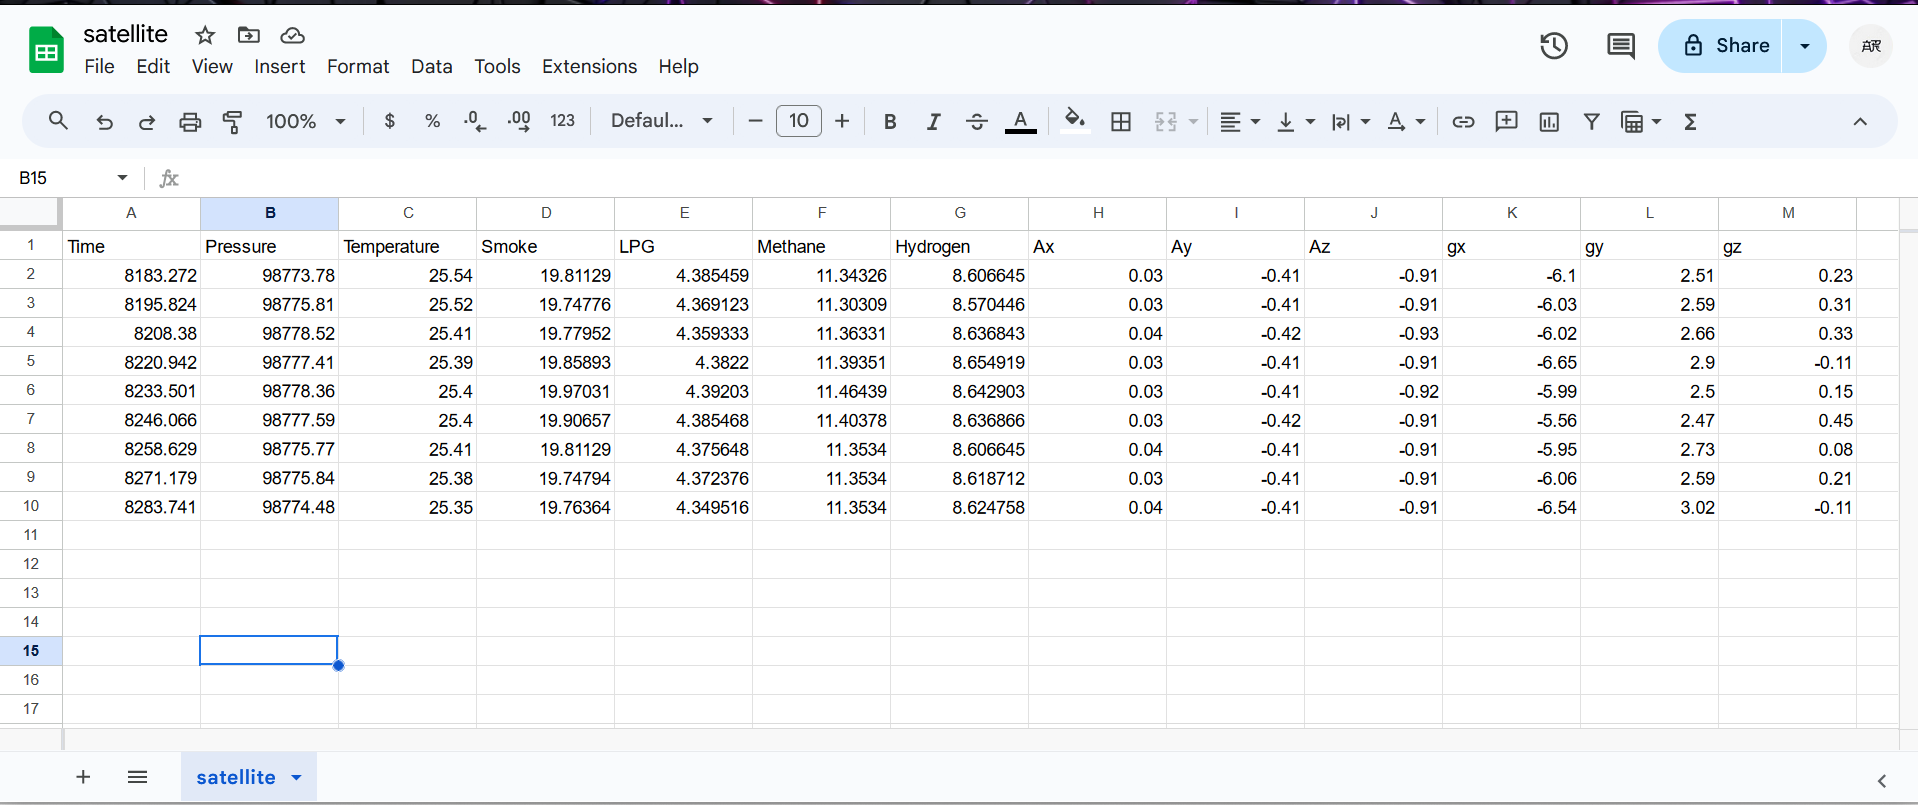 satellite
File Edit View Insert Format Data Tools Extensions Help
Share
100% $ % .0 .00 123 Defaul... − 10 + B I S A
B15 fx
A B C D E F G H I J K L M
1 Time Pressure Temperature Smoke LPG Methane Hydrogen Ax Ay Az gx gy gz
2 8183.272 98773.78 25.54 19.81129 4.385459 11.34326 8.606645 0.03 -0.41 -0.91 -6.1 2.51 0.23
3 8195.824 98775.81 25.52 19.74776 4.369123 11.30309 8.570446 0.03 -0.41 -0.91 -6.03 2.59 0.31
4 8208.38 98778.52 25.41 19.77952 4.359333 11.36331 8.636843 0.04 -0.42 -0.93 -6.02 2.66 0.33
5 8220.942 98777.41 25.39 19.85893 4.3822 11.39351 8.654919 0.03 -0.41 -0.91 -6.65 2.9 -0.11
6 8233.501 98778.36 25.4 19.97031 4.39203 11.46439 8.642903 0.03 -0.41 -0.92 -5.99 2.5 0.15
7 8246.066 98777.59 25.4 19.90657 4.385468 11.40378 8.636866 0.03 -0.42 -0.91 -5.56 2.47 0.45
8 8258.629 98775.77 25.41 19.81129 4.375648 11.3534 8.606645 0.04 -0.41 -0.91 -5.95 2.73 0.08
9 8271.179 98775.84 25.38 19.74794 4.372376 11.3534 8.618712 0.03 -0.41 -0.91 -6.06 2.59 0.21
10 8283.741 98774.48 25.35 19.76364 4.349516 11.3534 8.624758 0.04 -0.41 -0.91 -6.54 3.02 -0.11
11
12
13
14
15
16
17
satellite